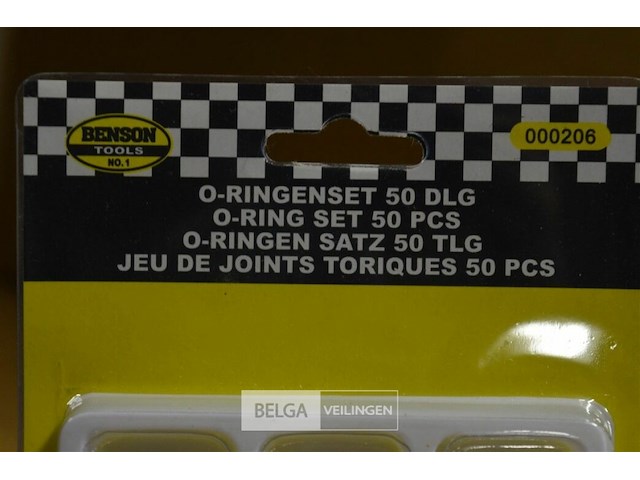 BENSON
TOOLS
NO. 1
000206
O-RINGENSET 50 DLG
O-RING SET 50 PCS
O-RINGEN SATZ 50 TLG
JEU DE JOINTS TORIQUES 50 PCS
BELGA VEILINGEN